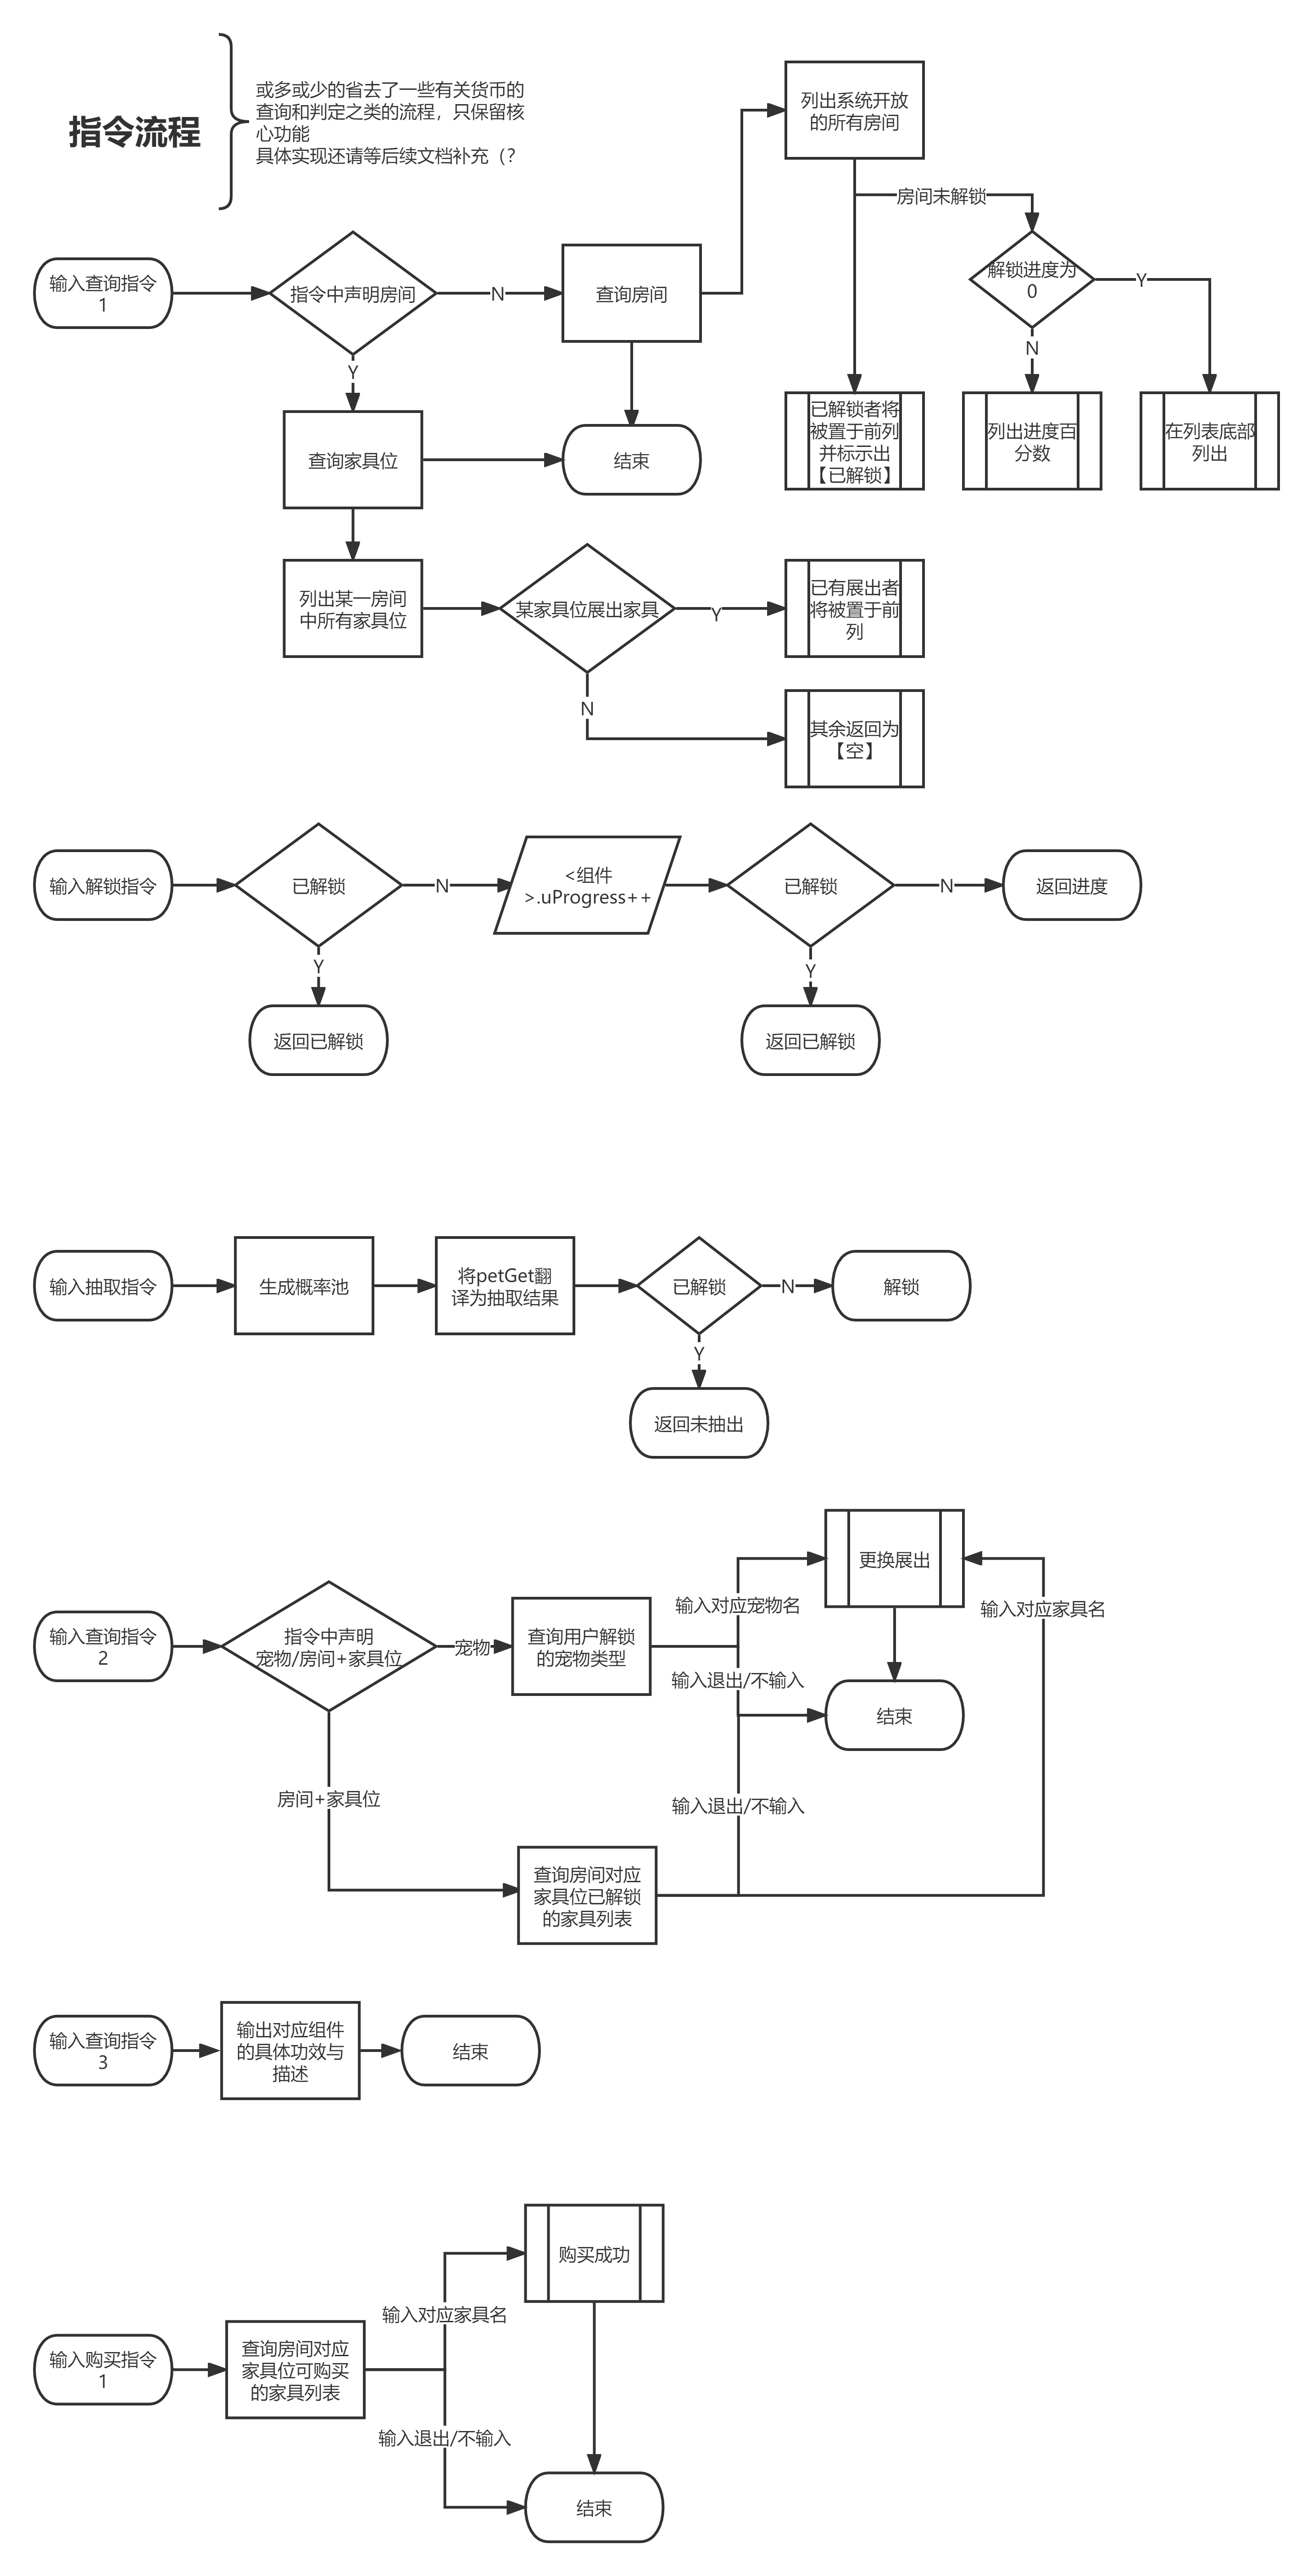 指令流程
或多或少的省去了一些有关货币的
查询和判定之类的流程，只保留核
心功能
具体实现还请等后续文档补充（?
列出系统开放
的所有房间
房间未解锁
输入查询指令
1
指令中声明房间
N
查询房间
解锁进度为
0
Y
Y
N
已解锁者将
被置于前列
并标示出
【已解锁】
列出进度百
分数
在列表底部
列出
查询家具位
结束
列出某一房间
中所有家具位
某家具位展出家具
Y
已有展出者
将被置于前
列
N
其余返回为
【空】
输入解锁指令
已解锁
N
<组件
>.uProgress++
已解锁
N
返回进度
Y
Y
返回已解锁
返回已解锁
输入抽取指令
生成概率池
将petGet翻
译为抽取结果
已解锁
N
解锁
Y
返回未抽出
更换展出
输入查询指令
2
指令中声明
宠物/房间+家具位
宠物
查询用户解锁
的宠物类型
输入对应宠物名
输入对应家具名
输入退出/不输入
结束
房间+家具位
输入退出/不输入
查询房间对应
家具位已解锁
的家具列表
输入查询指令
3
输出对应组件
的具体功效与
描述
结束
购买成功
输入对应家具名
输入购买指令
1
查询房间对应
家具位可购买
的家具列表
输入退出/不输入
结束